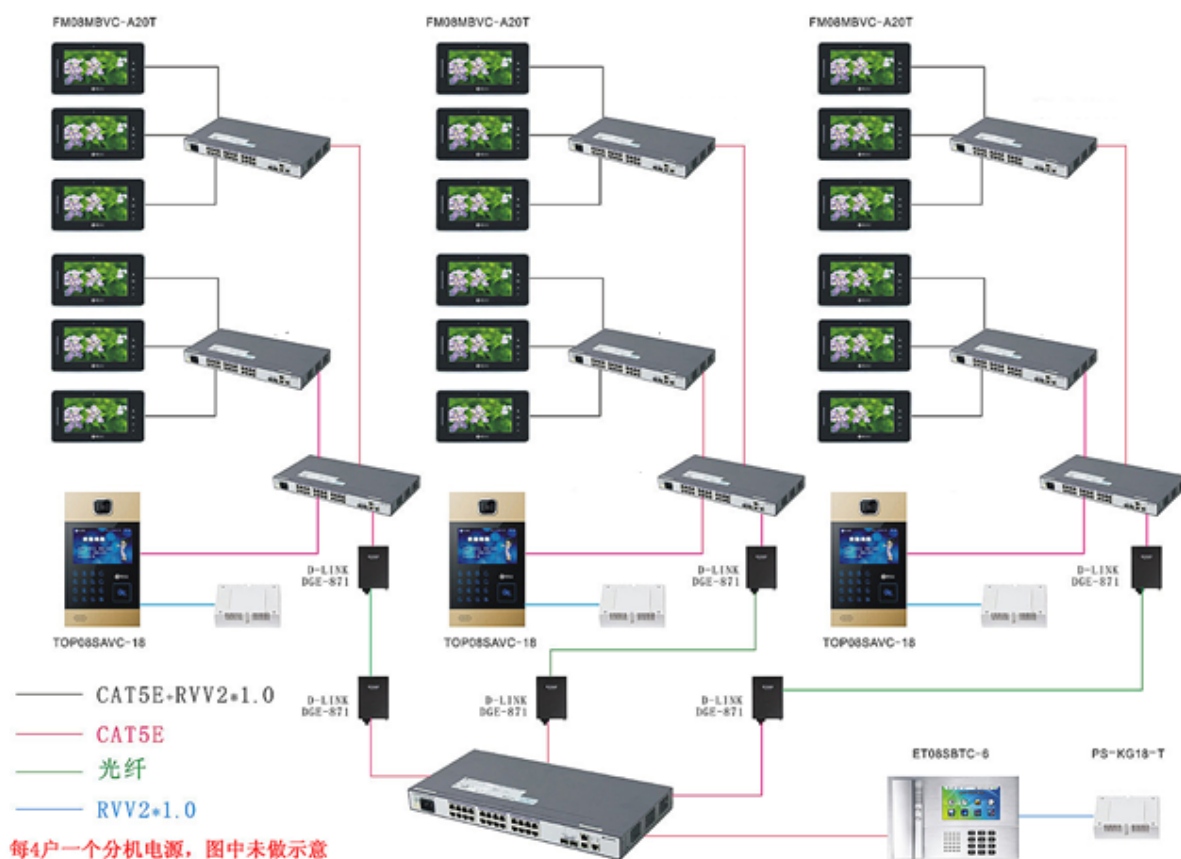 FM08MBVC-A20T
FM08MBVC-A20T
FM08MBVC-A20T
D-LINK
DGE-871
D-LINK
DGE-871
D-LINK
DGE-871
TOP08SAVC-18
TOP08SAVC-18
TOP08SAVC-18
CAT5E+RVV2*1.0
D-LINK
DGE-871
D-LINK
DGE-871
D-LINK
DGE-871
CAT5E
光纤
RVV2*1.0
ET08SBTC-6
PS-KG18-T
每4户一个分机电源，图中未做示意